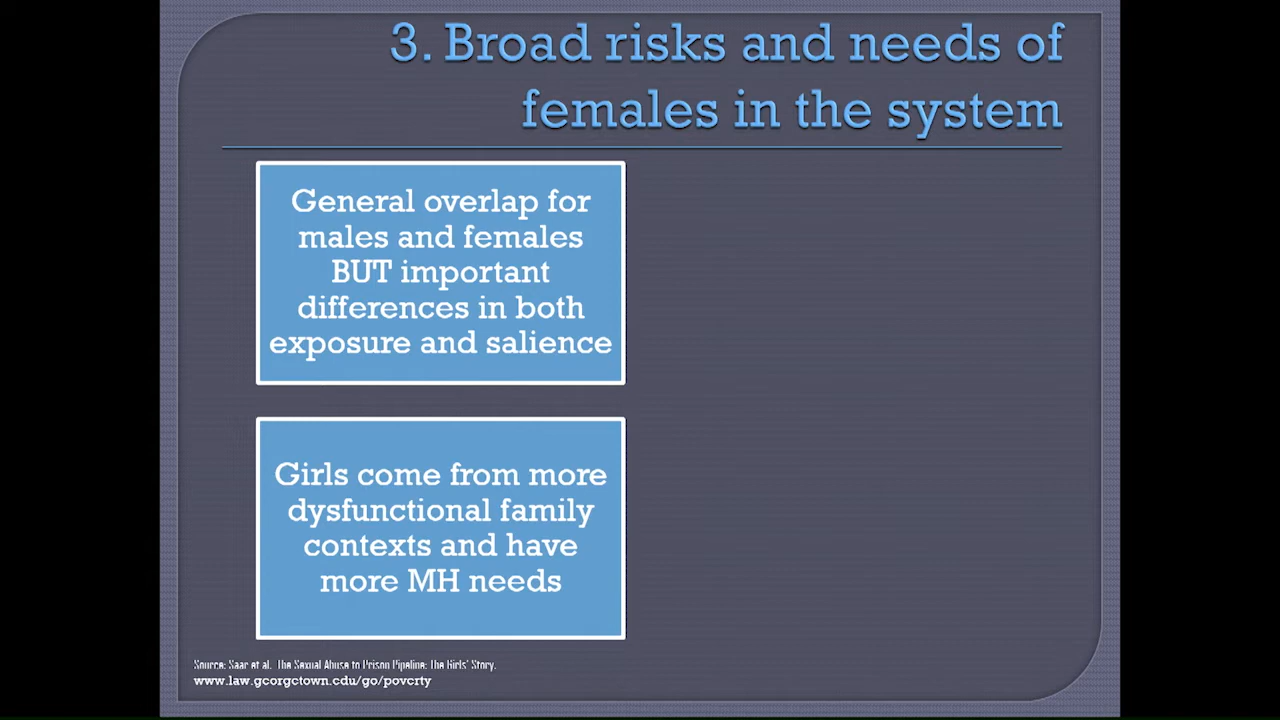 3. Broad risks and needs of
females in the system
General overlap for
males and females
BUT important
differences in both
exposure and salience
Girls come from more
dysfunctional family
contexts and have
more MH needs
Source: Saar et al. The Sexual Abuse to Prison Pipeline: The Girls' Story.
www.law.georgetown.edu/go/poverty